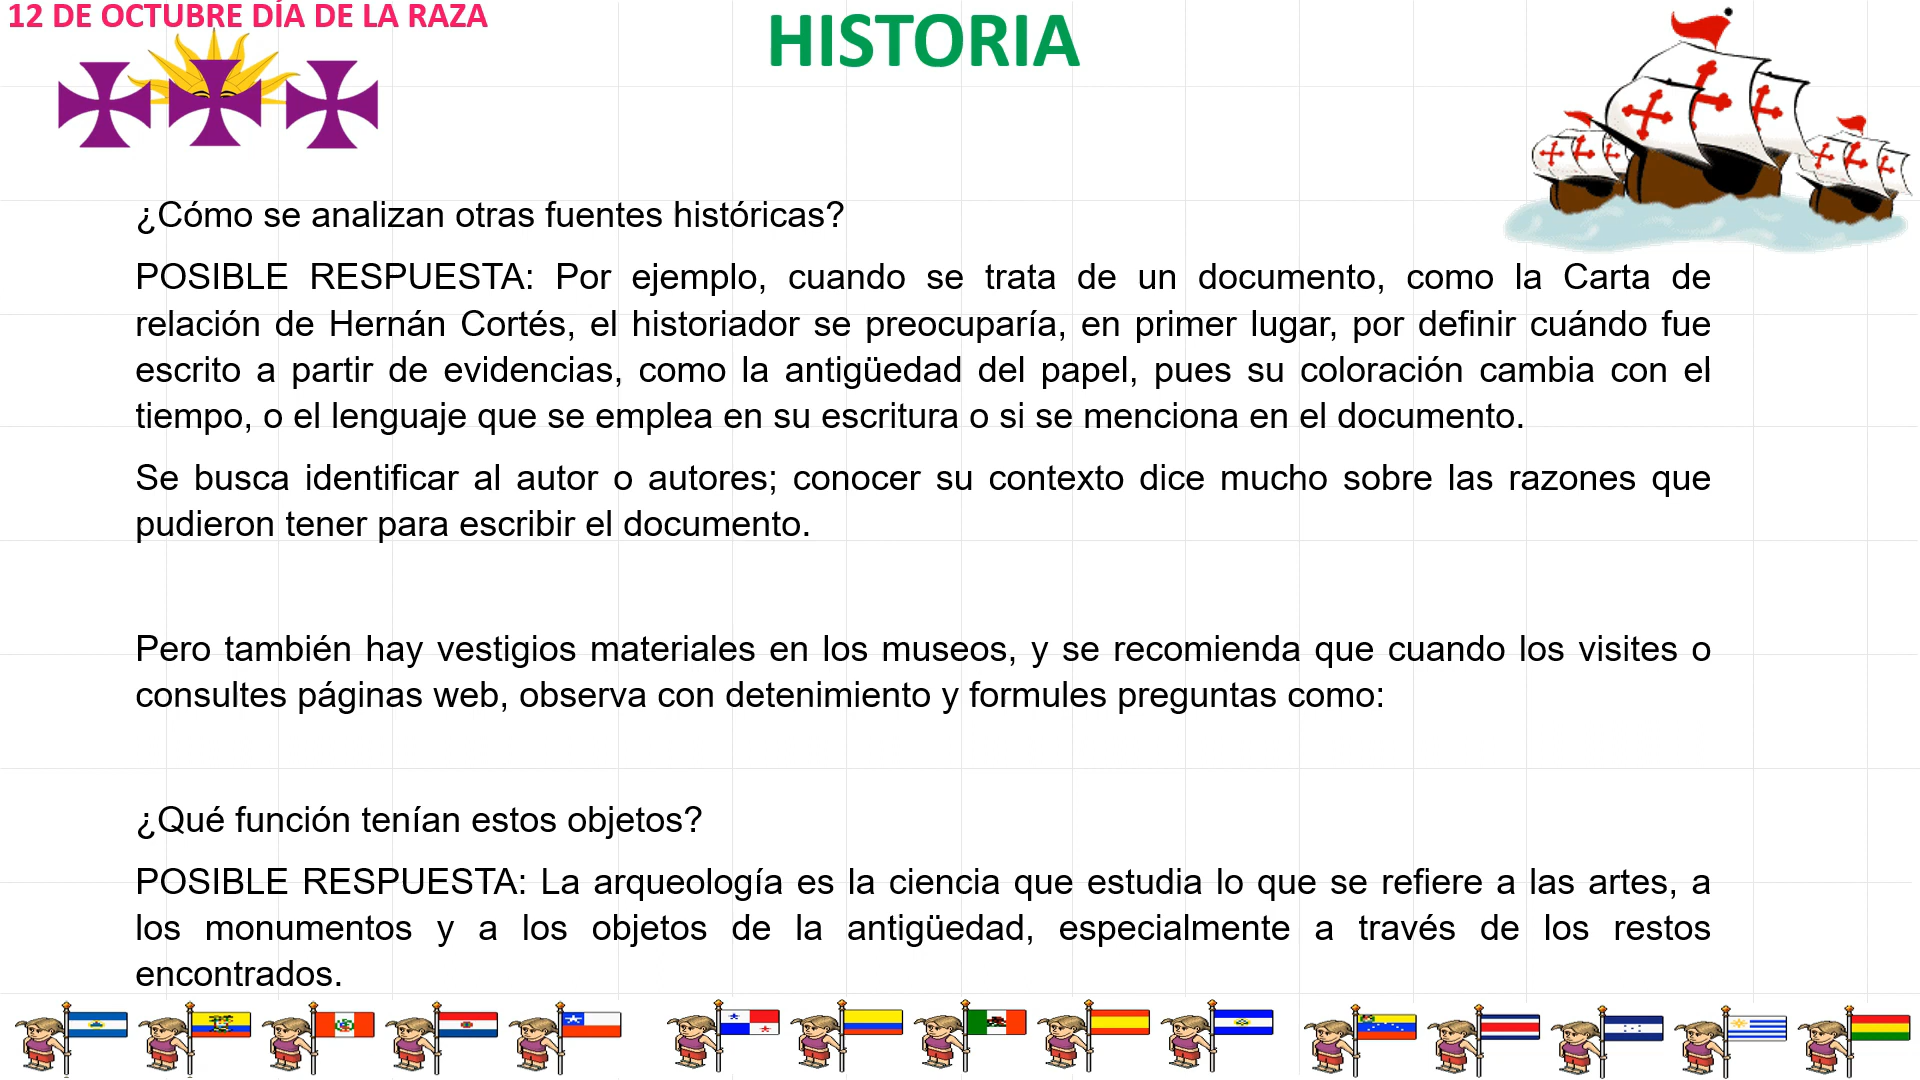 12 DE OCTUBRE DÍA DE LA RAZA
HISTORIA
¿Cómo se analizan otras fuentes históricas?
POSIBLE RESPUESTA: Por ejemplo, cuando se trata de un documento, como la Carta de
relación de Hernán Cortés, el historiador se preocuparía, en primer lugar, por definir cuándo fue
escrito a partir de evidencias, como la antigüedad del papel, pues su coloración cambia con el
tiempo, o el lenguaje que se emplea en su escritura o si se menciona en el documento.
Se busca identificar al autor o autores; conocer su contexto dice mucho sobre las razones que
pudieron tener para escribir el documento.
Pero también hay vestigios materiales en los museos, y se recomienda que cuando los visites o
consultes páginas web, observa con detenimiento y formules preguntas como:
¿Qué función tenían estos objetos?
POSIBLE RESPUESTA: La arqueología es la ciencia que estudia lo que se refiere a las artes, a
los monumentos y a los objetos de la antigüedad, especialmente a través de los restos
encontrados.